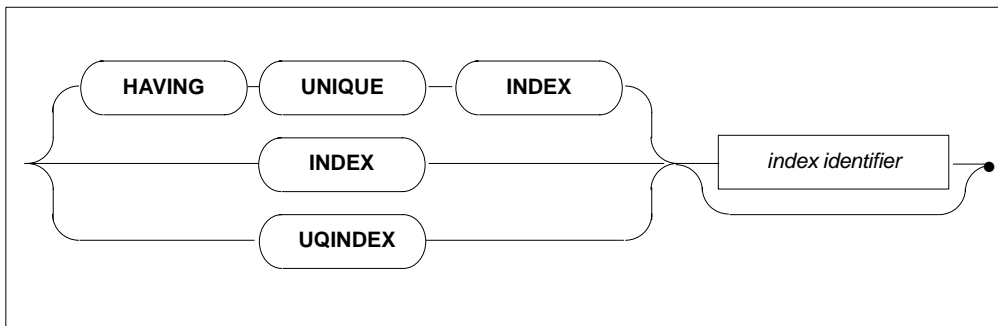 HAVING UNIQUE INDEX
INDEX
index identifier
UQINDEX